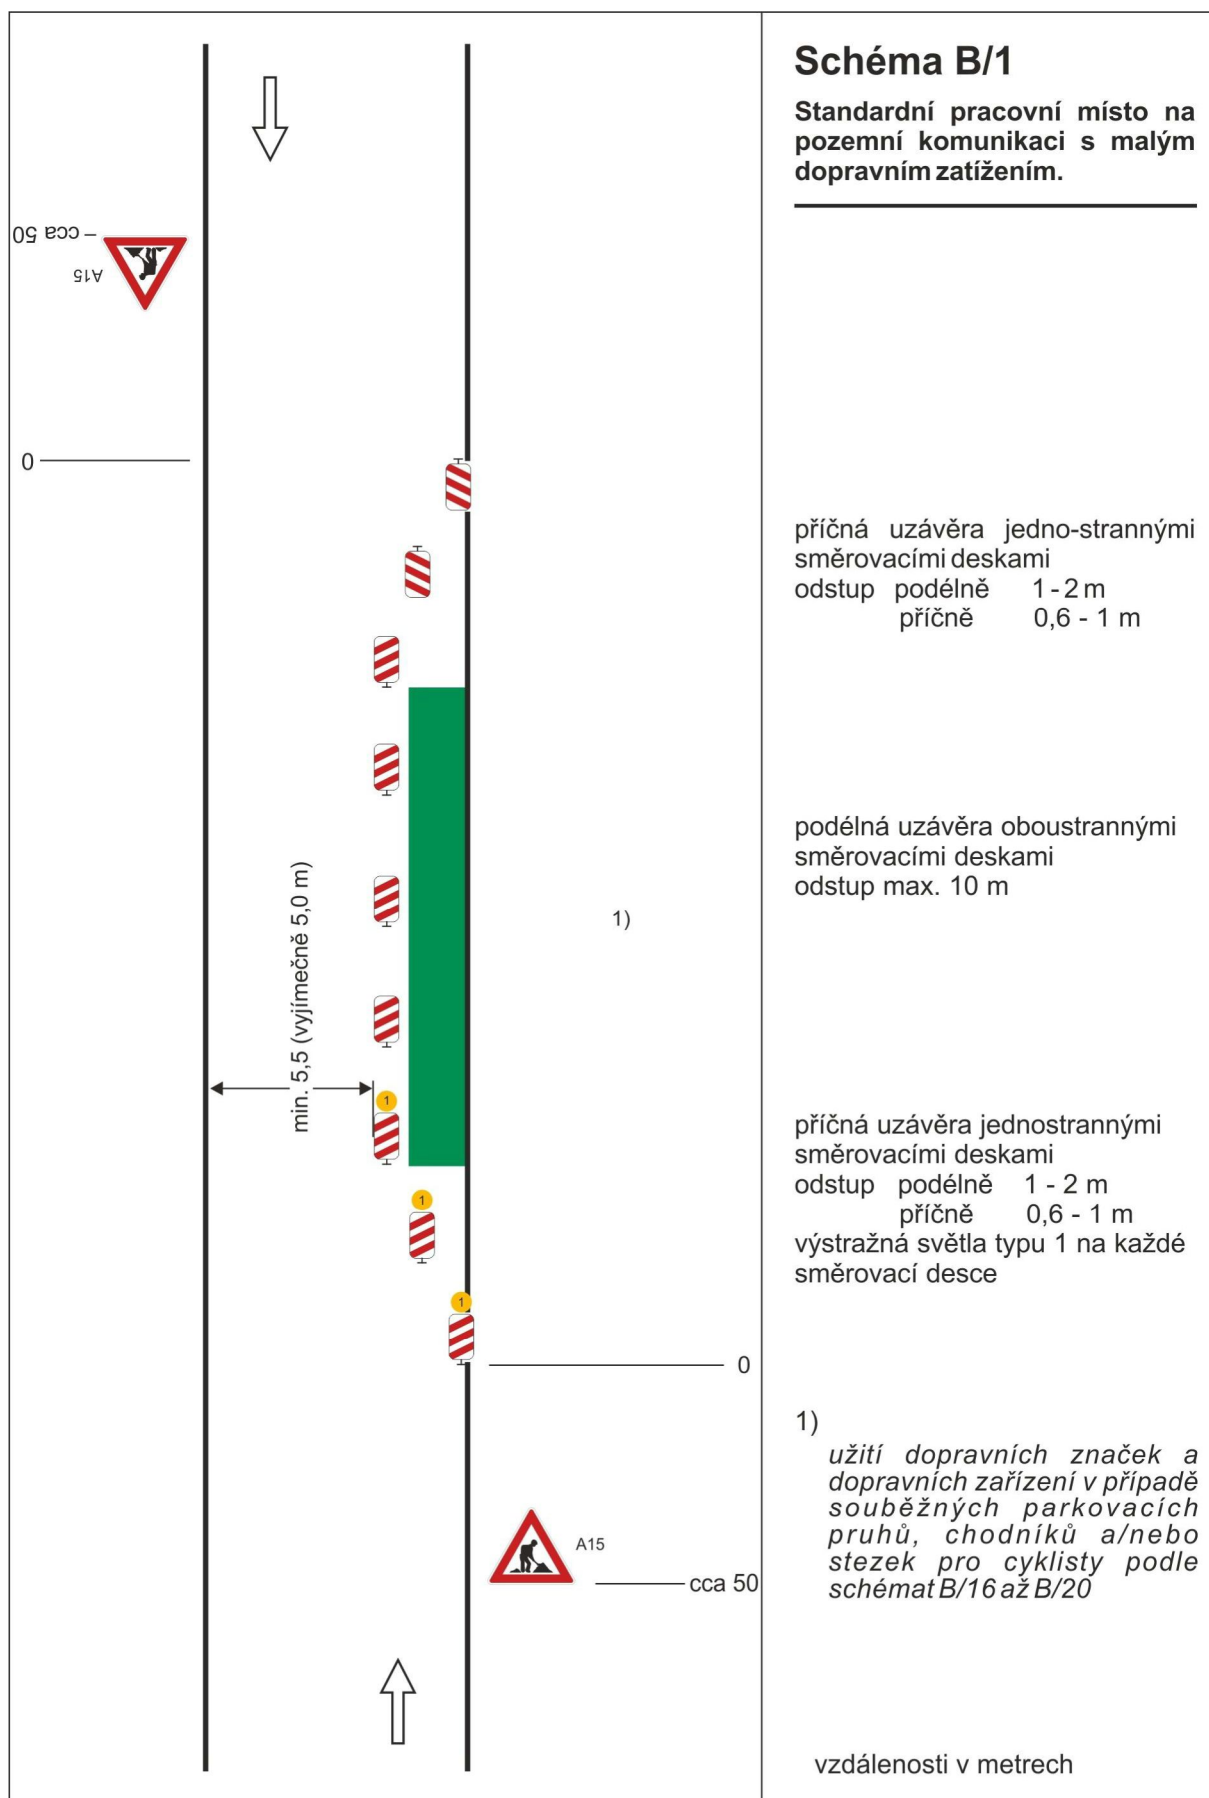 Schéma B/1
Standardní pracovní místo na
pozemní komunikaci s malým
dopravním zatížením.
– cca 50
A15
0
příčná uzávěra jedno-strannými
směrovacími deskami
odstup podélně 1 - 2 m
příčně 0,6 - 1 m
podélná uzávěra oboustrannými
směrovacími deskami
odstup max. 10 m
1)
min. 5,5 (vyjímečně 5,0 m)
1
1
1
příčná uzávěra jednostrannými
směrovacími deskami
odstup podélně 1 - 2 m
příčně 0,6 - 1 m
výstražná světla typu 1 na každé
směrovací desce
0
A15
cca 50
1)
užití dopravních značek a
dopravních zařízení v případě
souběžných parkovacích
pruhů, chodníků a/nebo
stezek pro cyklisty podle
schémat B/16 až B/20
vzdálenosti v metrech